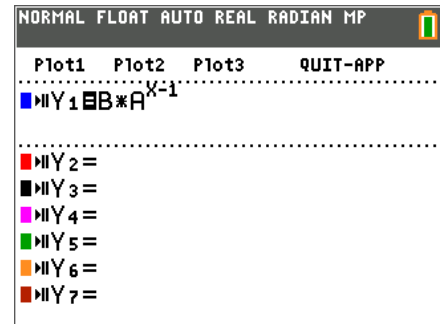 NORMAL FLOAT AUTO REAL RADIAN MP
Plot1 Plot2 Plot3 QUIT-APP
Y₁=B*A^(X-1)
Y₂=
Y₃=
Y₄=
Y₅=
Y₆=
Y₇=